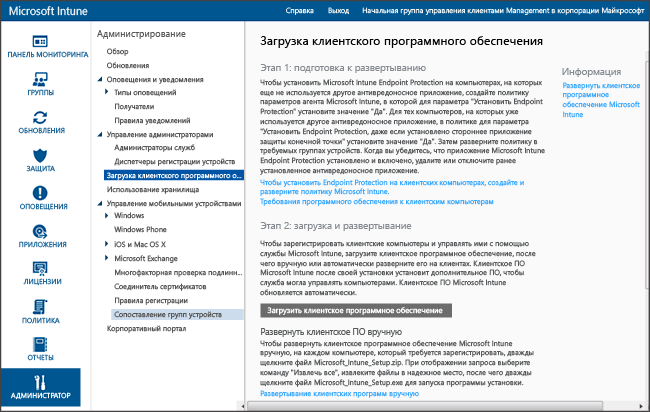 Microsoft Intune
Справка
Выход
Начальная группа управления клиентами Management в корпорации Майкрософт
ПАНЕЛЬ МОНИТОРИНГА
ГРУППЫ
ОБНОВЛЕНИЯ
ЗАЩИТА
ОПОВЕЩЕНИЯ
ПРИЛОЖЕНИЯ
ЛИЦЕНЗИИ
ПОЛИТИКА
ОТЧЕТЫ
АДМИНИСТРАТОР
Администрирование
Обзор
Обновления
Оповещения и уведомления
Типы оповещений
Получатели
Правила уведомлений
Управление администраторами
Администраторы служб
Диспетчеры регистрации устройств
Загрузка клиентского программного о...
Использование хранилища
Управление мобильными устройствами
Windows
Windows Phone
iOS и Mac OS X
Microsoft Exchange
Многофакторная проверка подлинн...
Соединитель сертификатов
Правила регистрации
Сопоставление групп устройств
Корпоративный портал
Загрузка клиентского программного обеспечения
Этап 1: подготовка к развертыванию
Чтобы установить Microsoft Intune Endpoint Protection на компьютерах, на которых
еще не используется другое антивредоносное приложение, создайте политику
параметров агента Microsoft Intune, в которой для параметра "Установить Endpoint
Protection" установите значение "Да". Для тех компьютеров, на которых уже
используется другое антивредоносное приложение, в политике для параметра
"Установить Endpoint Protection, даже если установлено стороннее приложение
защиты конечной точки" установите значение "Да". Затем разверните политику в
требуемых группах устройств. Когда вы убедитесь, что приложение Microsoft Intune
Endpoint Protection установлено и включено, удалите или отключите ранее
установленное антивредоносное приложение.
Чтобы установить Endpoint Protection на клиентских компьютерах, создайте и
разверните политику Microsoft Intune.
Требования программного обеспечения к клиентским компьютерам
Этап 2: загрузка и развертывание
Чтобы зарегистрировать клиентские компьютеры и управлять ими с помощью
службы Microsoft Intune, загрузите клиентское программное обеспечение, после
чего вручную или автоматически разверните его на клиентах. Клиентское ПО
Microsoft Intune после своей установки установит дополнительное ПО, чтобы
служба могла управлять компьютерами. Клиентское ПО Microsoft Intune
обновляется автоматически.
Загрузить клиентское программное обеспечение
Развернуть клиентское ПО вручную
Чтобы развернуть клиентское программное обеспечение Microsoft Intune
вручную, на каждом компьютере, который требуется зарегистрировать, дважды
щелкните файл Microsoft_Intune_Setup.zip. При отображении запроса выберите
команду "Извлечь все", извлеките файлы в надежное место, после чего дважды
щелкните файл Microsoft_Intune_Setup.exe для запуска программы установки.
Развертывание клиентских программ вручную
Информация
Развернуть клиентское
программное
обеспечение Microsoft
Intune